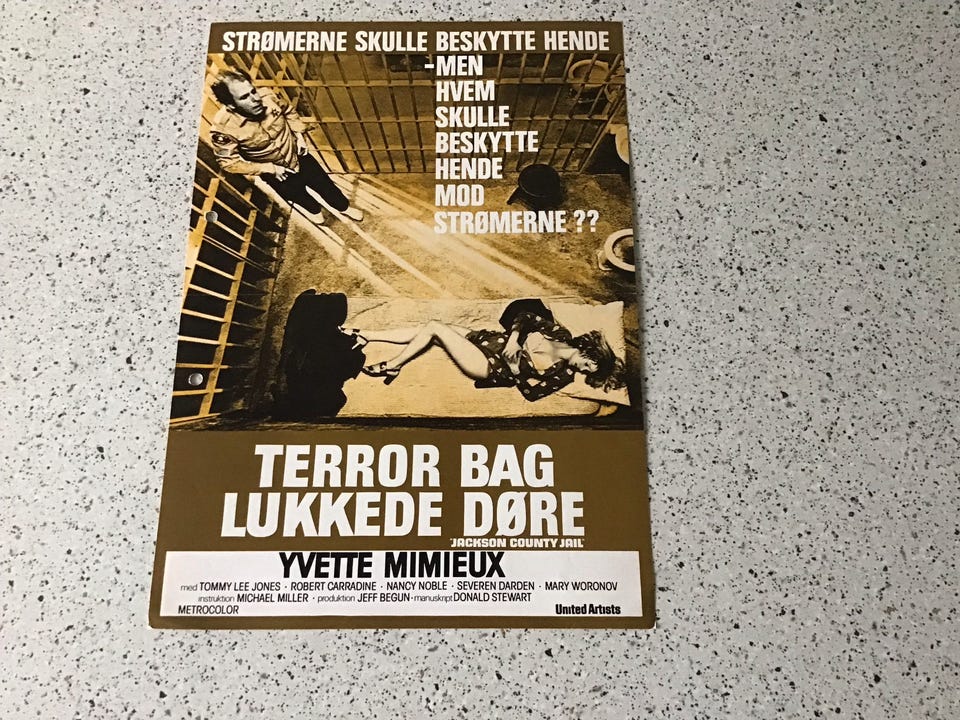 STRØMERNE SKULLE BESKYTTE HENDE
-MEN
HVEM
SKULLE
BESKYTTE
HENDE
MOD
STRØMERNE ??
TERROR BAG
LUKKEDE DØRE
"JACKSON COUNTY JAIL"
YVETTE MIMIEUX
med TOMMY LEE JONES · ROBERT CARRADINE · NANCY NOBLE · SEVEREN DARDEN · MARY WORONOV
instruktion MICHAEL MILLER · produktion JEFF BEGUN · manuskript DONALD STEWART
METROCOLOR
United Artists